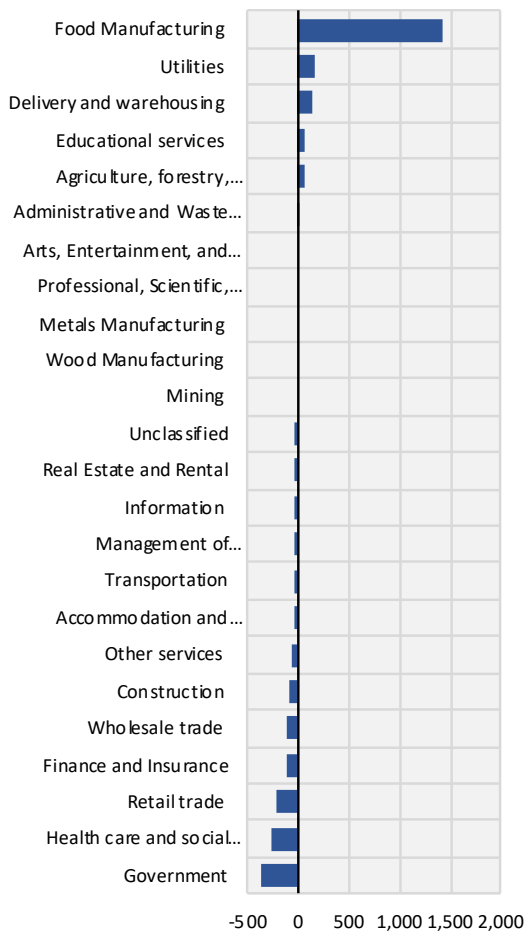 Food Manufacturing
Utilities
Delivery and warehousing
Educational services
Agriculture, forestry,...
Administrative and Waste...
Arts, Entertainment, and...
Professional, Scientific,...
Metals Manufacturing
Wood Manufacturing
Mining
Unclassified
Real Estate and Rental
Information
Management of...
Transportation
Accommodation and...
Other services
Construction
Wholesale trade
Finance and Insurance
Retail trade
Health care and social...
Government
-500 0 500 1,000 1,500 2,000